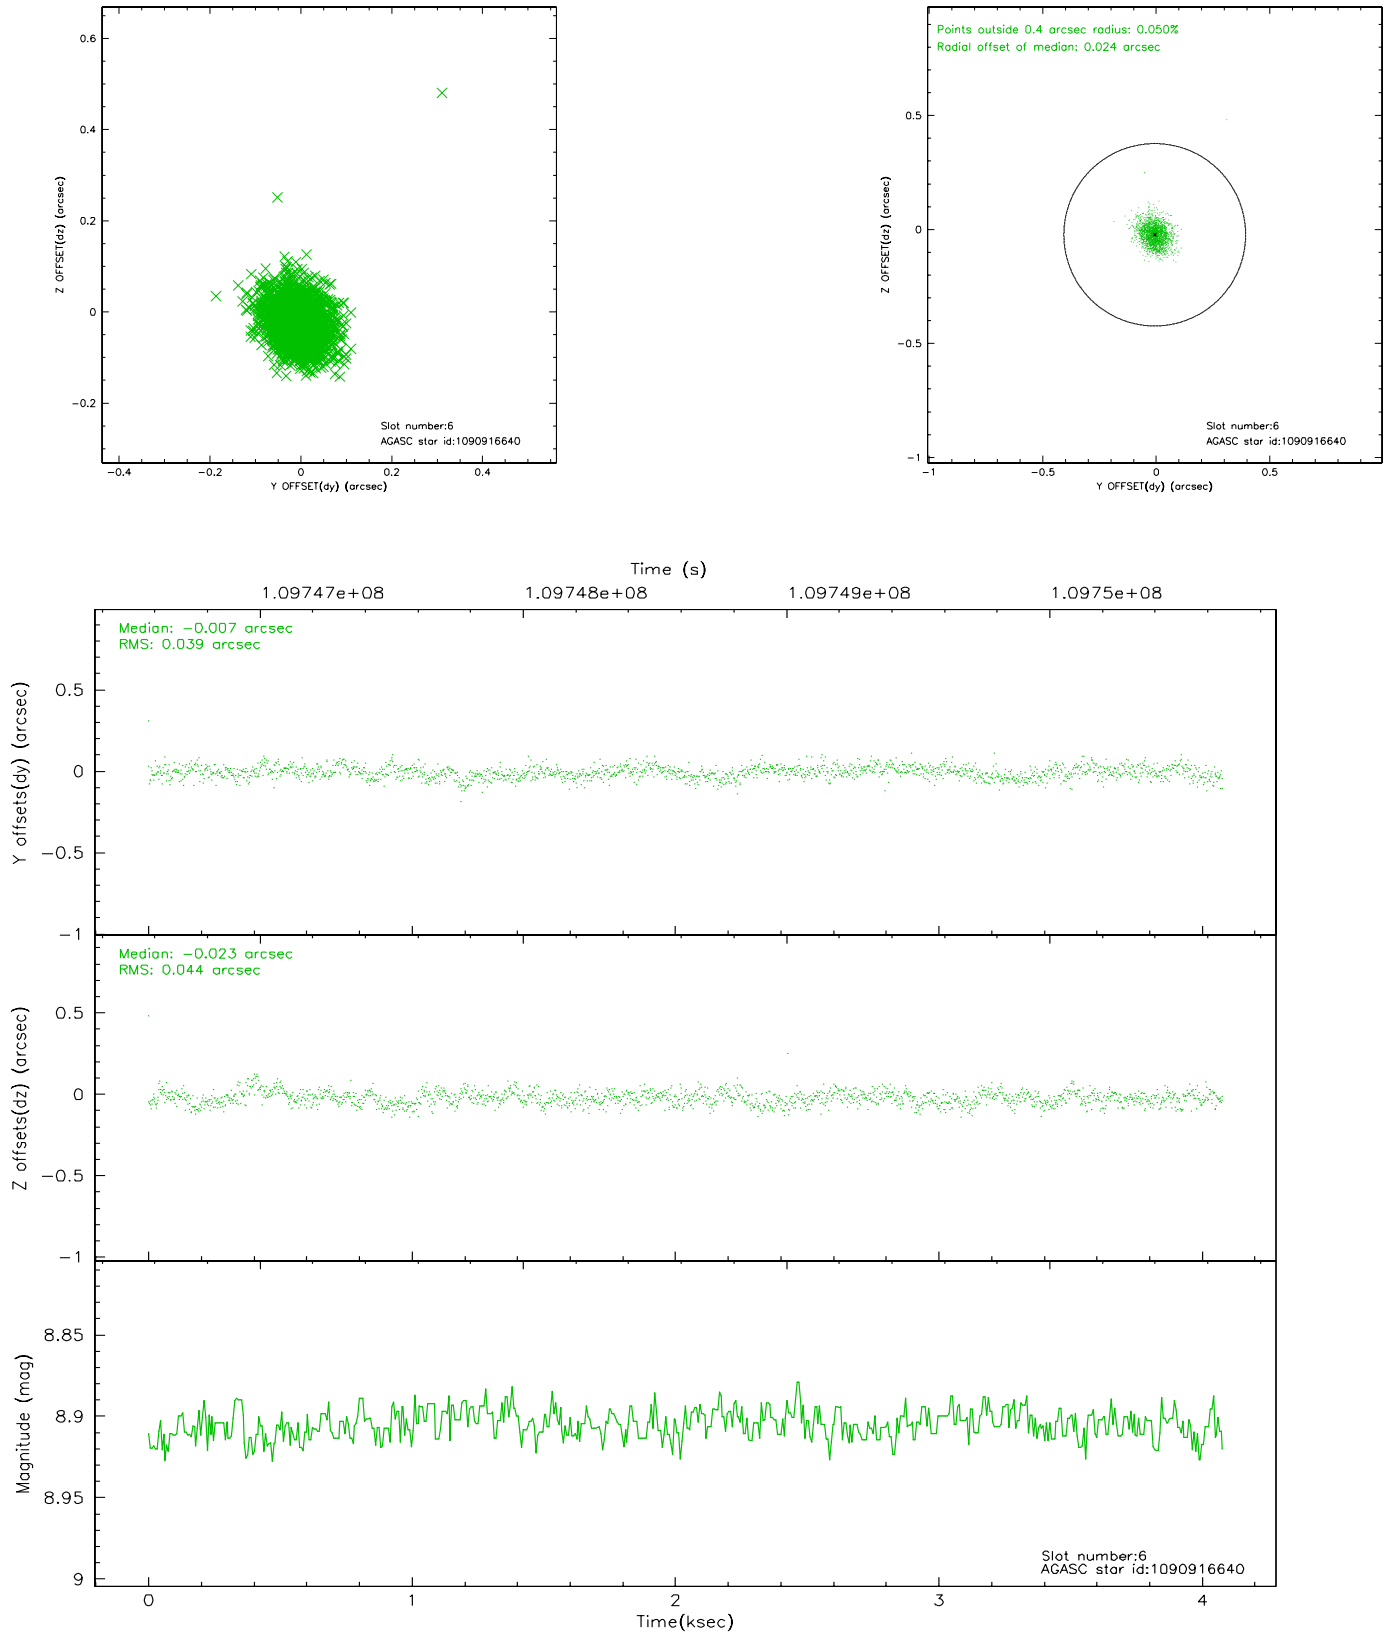 0.6
0.4
0.2
0
−0.2
Z OFFSET(dz) (arcsec)
Slot number:6
AGASC star id:1090916640
−0.4 −0.2 0 0.2 0.4
Y OFFSET(dy) (arcsec)
Points outside 0.4 arcsec radius: 0.050%
Radial offset of median: 0.024 arcsec
0.5
0
−0.5
−1
Z OFFSET(dz) (arcsec)
Slot number:6
AGASC star id:1090916640
−1 −0.5 0 0.5
Y OFFSET(dy) (arcsec)
Time (s)
1.09747e+08 1.09748e+08 1.09749e+08 1.0975e+08
Median: −0.007 arcsec
RMS: 0.039 arcsec
0.5
0
−0.5
−1
Y offsets(dy) (arcsec)
Median: −0.023 arcsec
RMS: 0.044 arcsec
0.5
0
−0.5
−1
Z offsets(dz) (arcsec)
8.85
8.9
8.95
9
Magnitude (mag)
Slot number:6
AGASC star id:1090916640
0 1 2 3 4
Time(ksec)